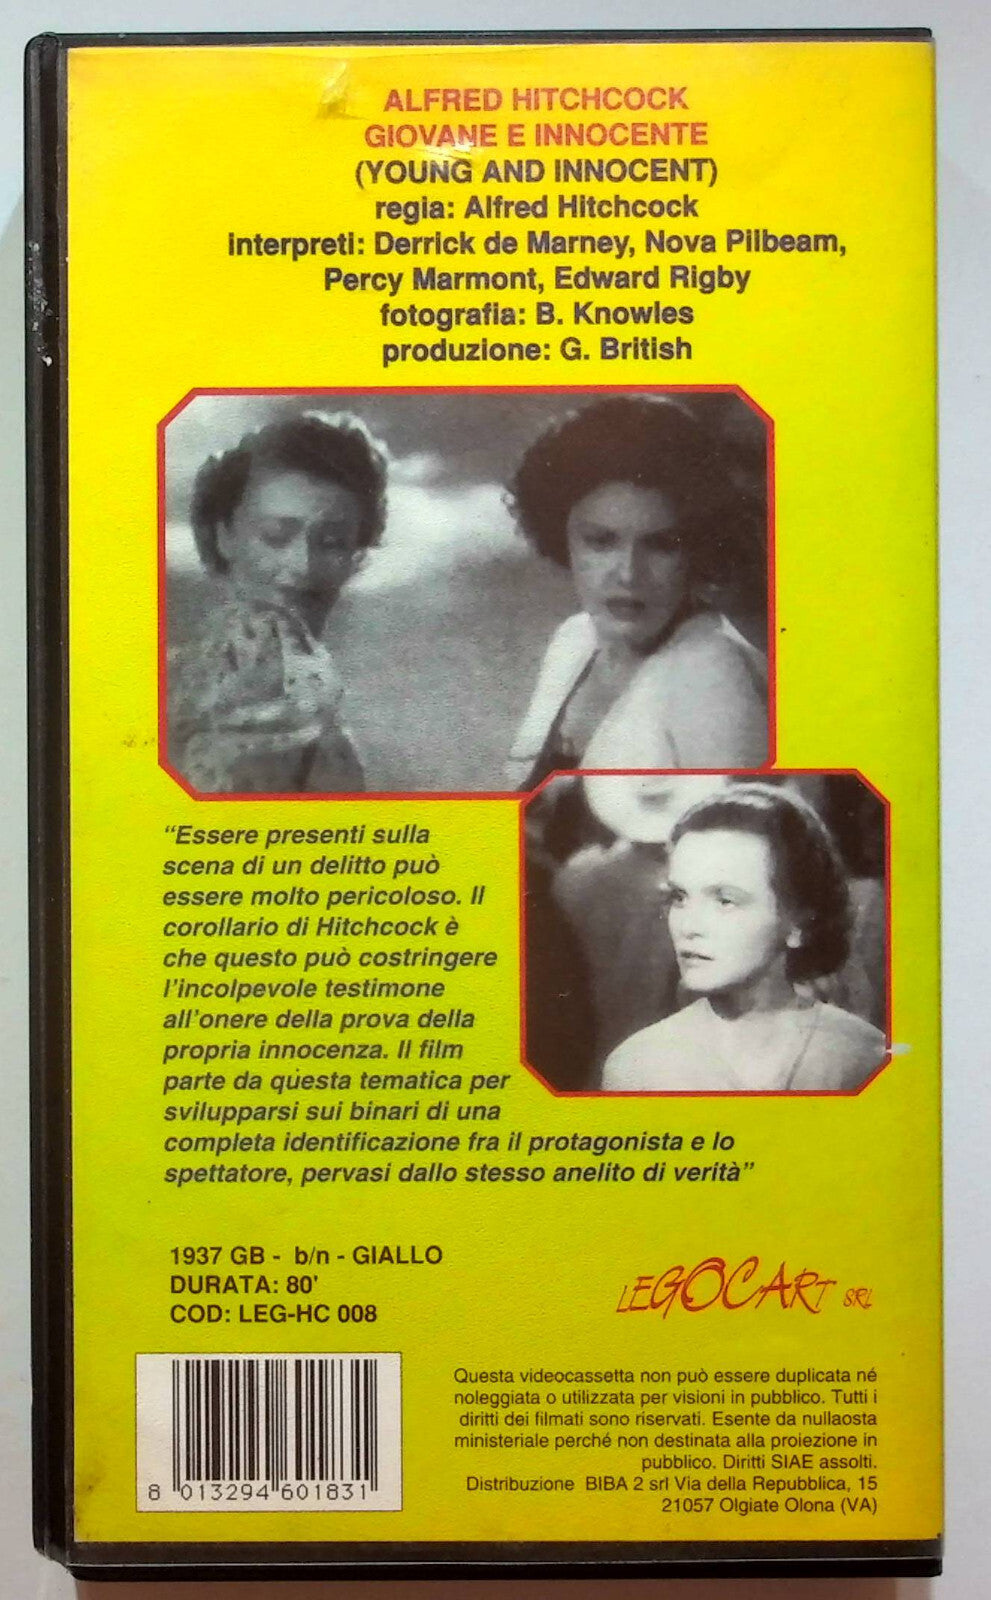 ALFRED HITCHCOCK
GIOVANE E INNOCENTE
(YOUNG AND INNOCENT)
regia: Alfred Hitchcock
interpreti: Derrick de Marney, Nova Pilbeam,
Percy Marmont, Edward Rigby
fotografia: B. Knowles
produzione: G. British
“Essere presenti sulla
scena di un delitto può
essere molto pericoloso. Il
corollario di Hitchcock è
che questo può costringere
l'incolpevole testimone
all'onere della prova della
propria innocenza. Il film
parte da questa tematica per
svilupparsi sui binari di una
completa identificazione fra il protagonista e lo
spettatore, pervasi dallo stesso anelito di verità”
1937 GB - b/n - GIALLO
DURATA: 80'
COD: LEG-HC 008
LEGOCART SRL
8 013294 601831
Questa videocassetta non può essere duplicata né
noleggiata o utilizzata per visioni in pubblico. Tutti i
diritti dei filmati sono riservati. Esente da nullaosta
ministeriale perché non destinata alla proiezione in
pubblico. Diritti SIAE assolti.
Distribuzione BIBA 2 srl Via della Repubblica, 15
21057 Olgiate Olona (VA)